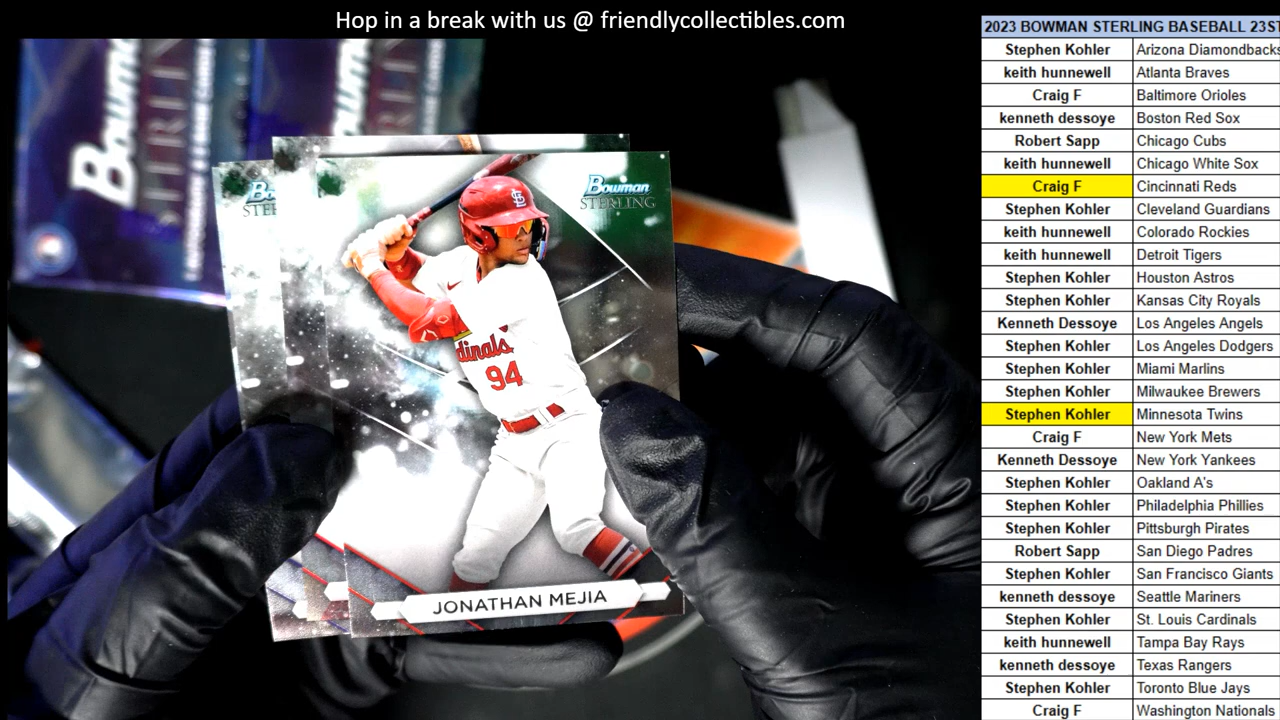 Hop in a break with us @ friendlycollectibles.com
2023 BOWMAN STERLING BASEBALL 23ST
Stephen Kohler Arizona Diamondbacks
keith hunnewell Atlanta Braves
Craig F Baltimore Orioles
kenneth dessoye Boston Red Sox
Robert Sapp Chicago Cubs
keith hunnewell Chicago White Sox
Craig F Cincinnati Reds
Stephen Kohler Cleveland Guardians
keith hunnewell Colorado Rockies
keith hunnewell Detroit Tigers
Stephen Kohler Houston Astros
Stephen Kohler Kansas City Royals
Kenneth Dessoye Los Angeles Angels
Stephen Kohler Los Angeles Dodgers
Stephen Kohler Miami Marlins
Stephen Kohler Milwaukee Brewers
Stephen Kohler Minnesota Twins
Craig F New York Mets
Kenneth Dessoye New York Yankees
Stephen Kohler Oakland A's
Stephen Kohler Philadelphia Phillies
Stephen Kohler Pittsburgh Pirates
Robert Sapp San Diego Padres
Stephen Kohler San Francisco Giants
kenneth dessoye Seattle Mariners
Stephen Kohler St. Louis Cardinals
keith hunnewell Tampa Bay Rays
kenneth dessoye Texas Rangers
Stephen Kohler Toronto Blue Jays
Craig F Washington Nationals
Bowman
Bowman
STERLING
dinals
94
JONATHAN MEJIA